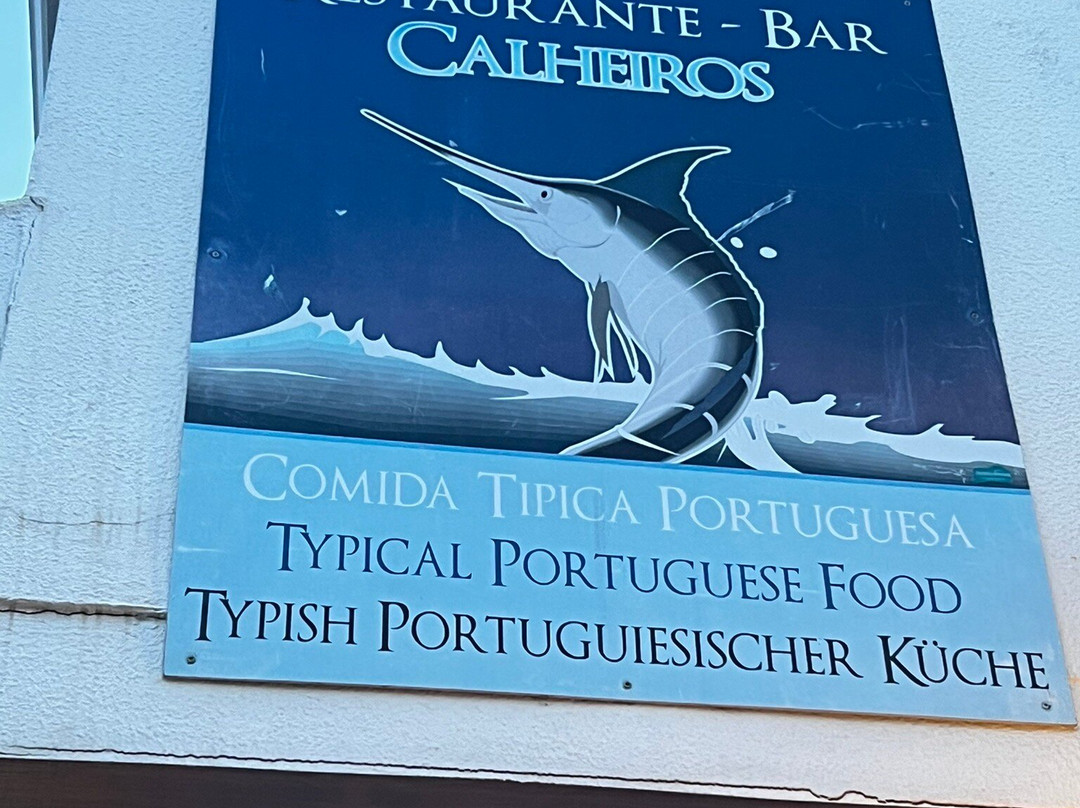 RESTAURANTE - BAR
CALHEIROS
COMIDA TIPICA PORTUGUESA
TYPICAL PORTUGUESE FOOD
TYPISH PORTUGUIESISCHER KÜCHE